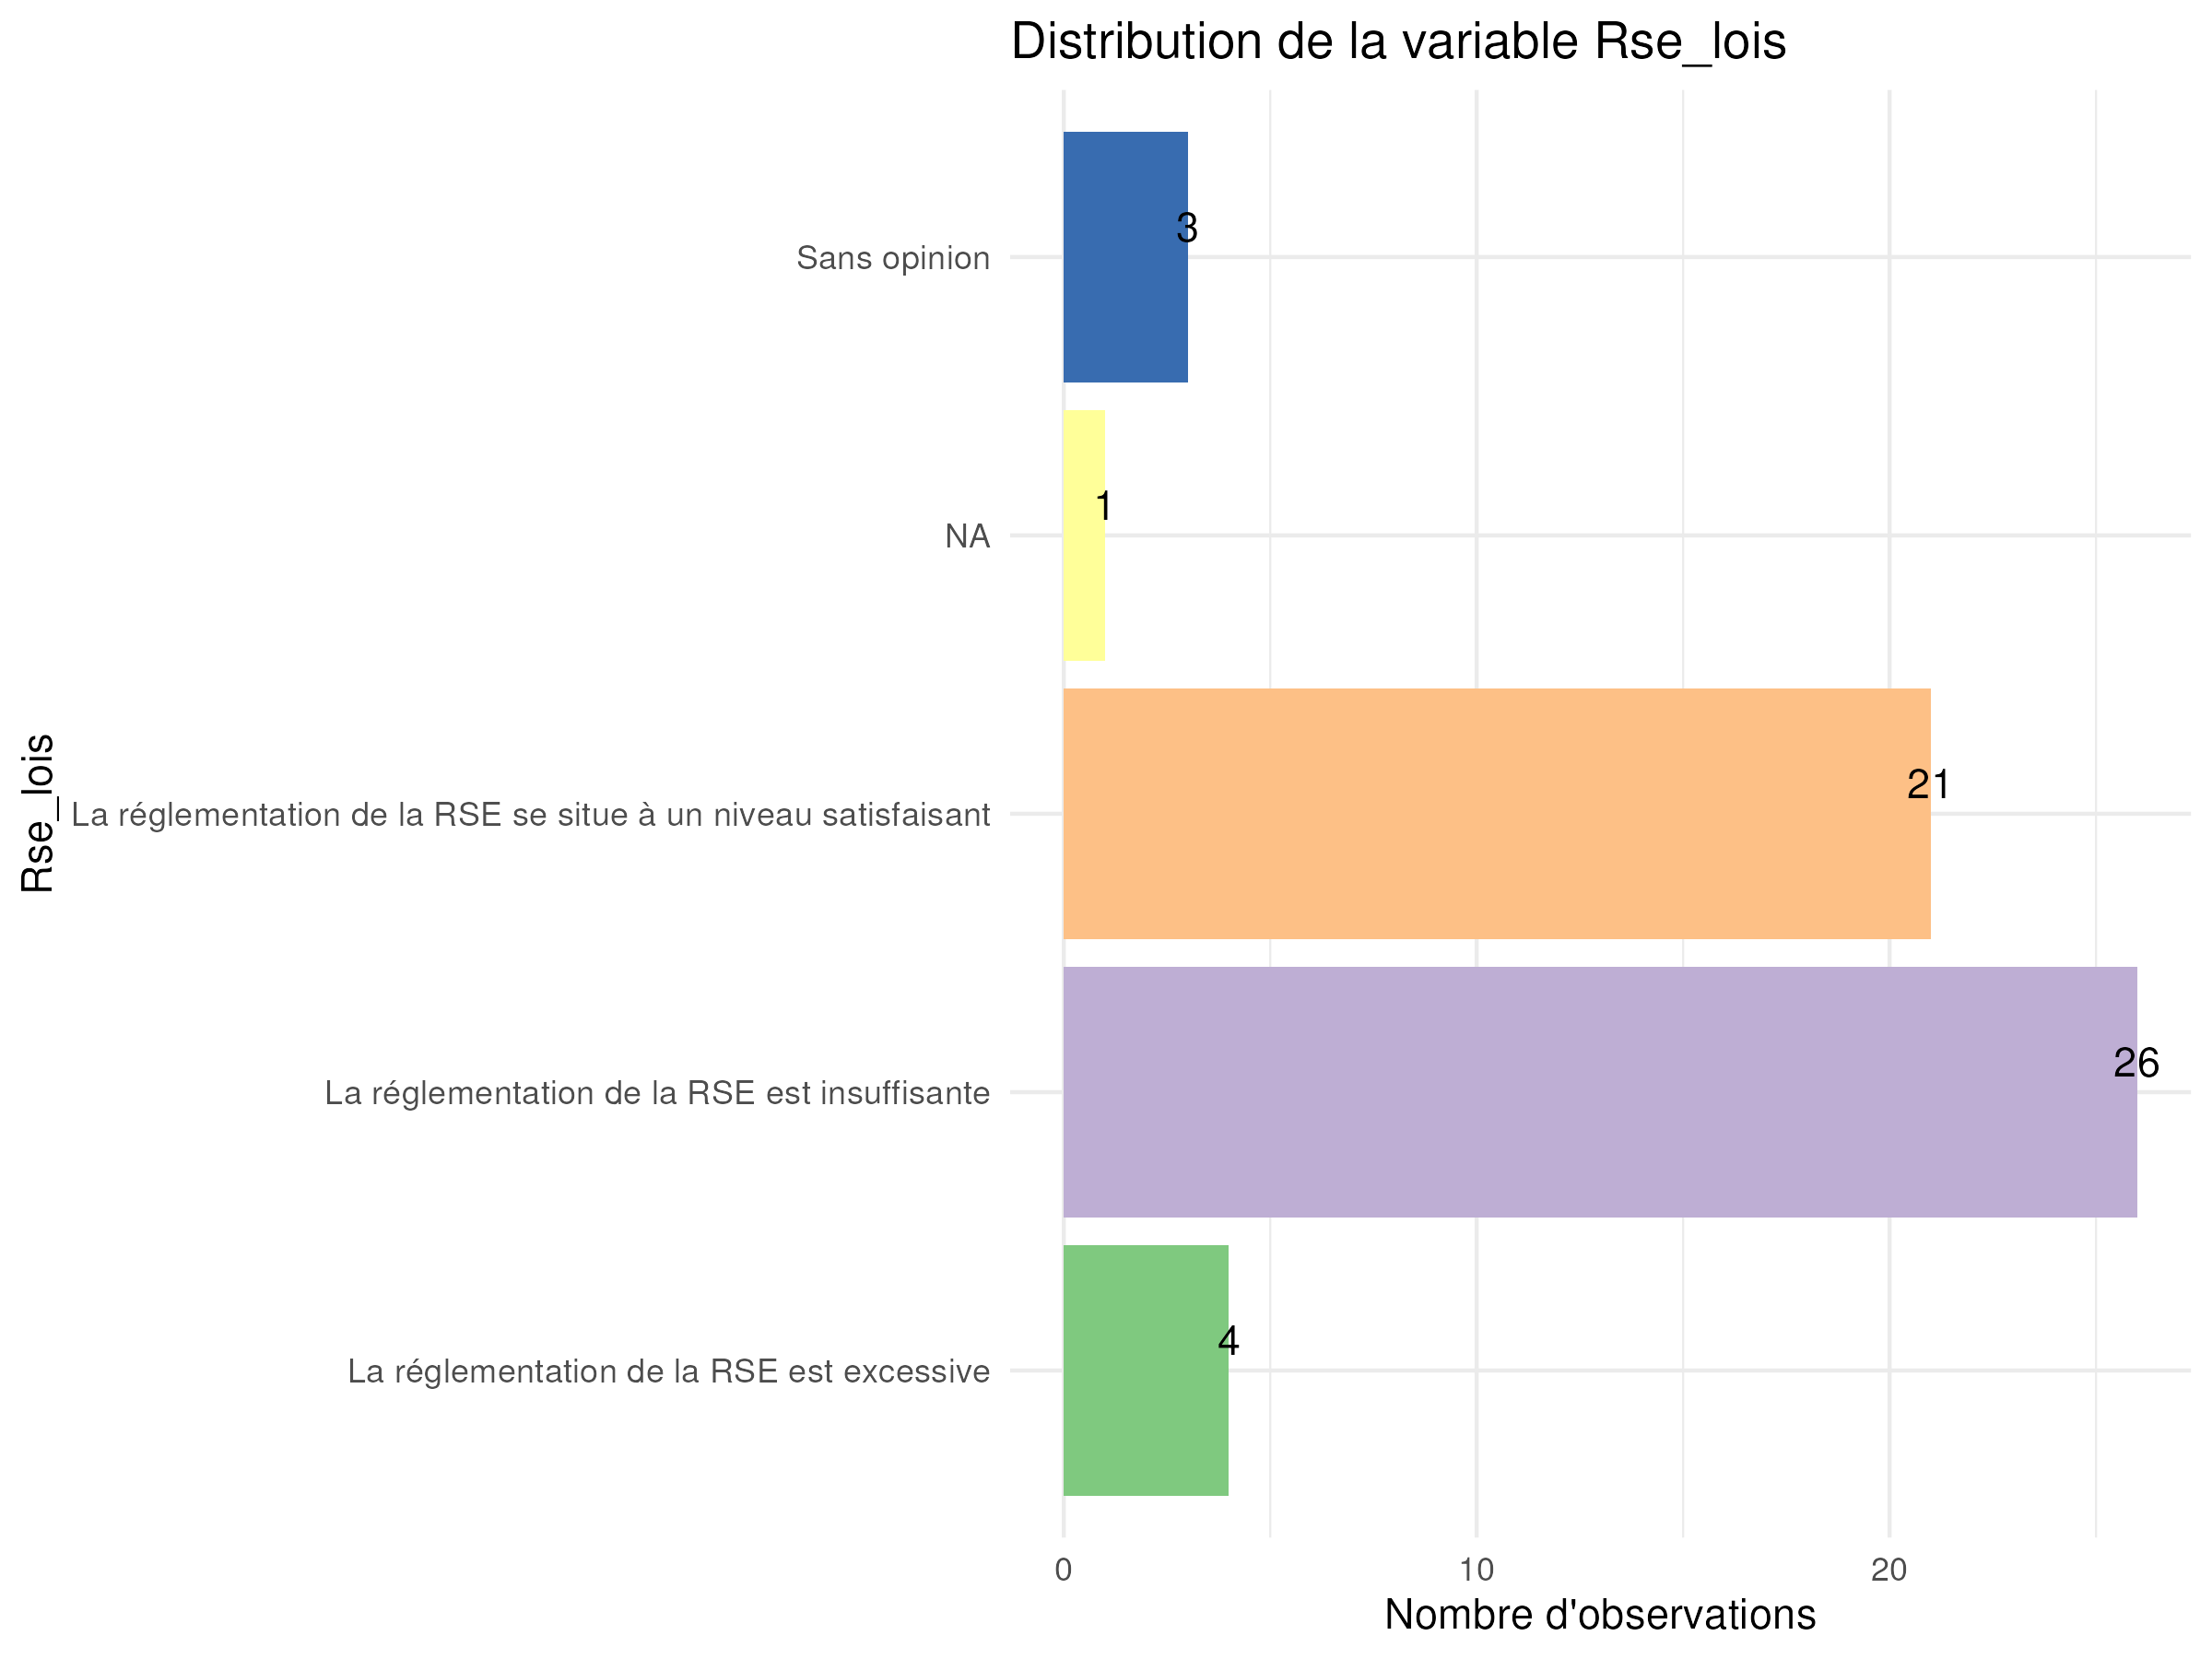 Distribution de la variable Rse_lois
Sans opinion
3
NA
1
La réglementation de la RSE se situe à un niveau satisfaisant
21
La réglementation de la RSE est insuffisante
26
La réglementation de la RSE est excessive
4
Rse_lois
0 10 20
Nombre d'observations